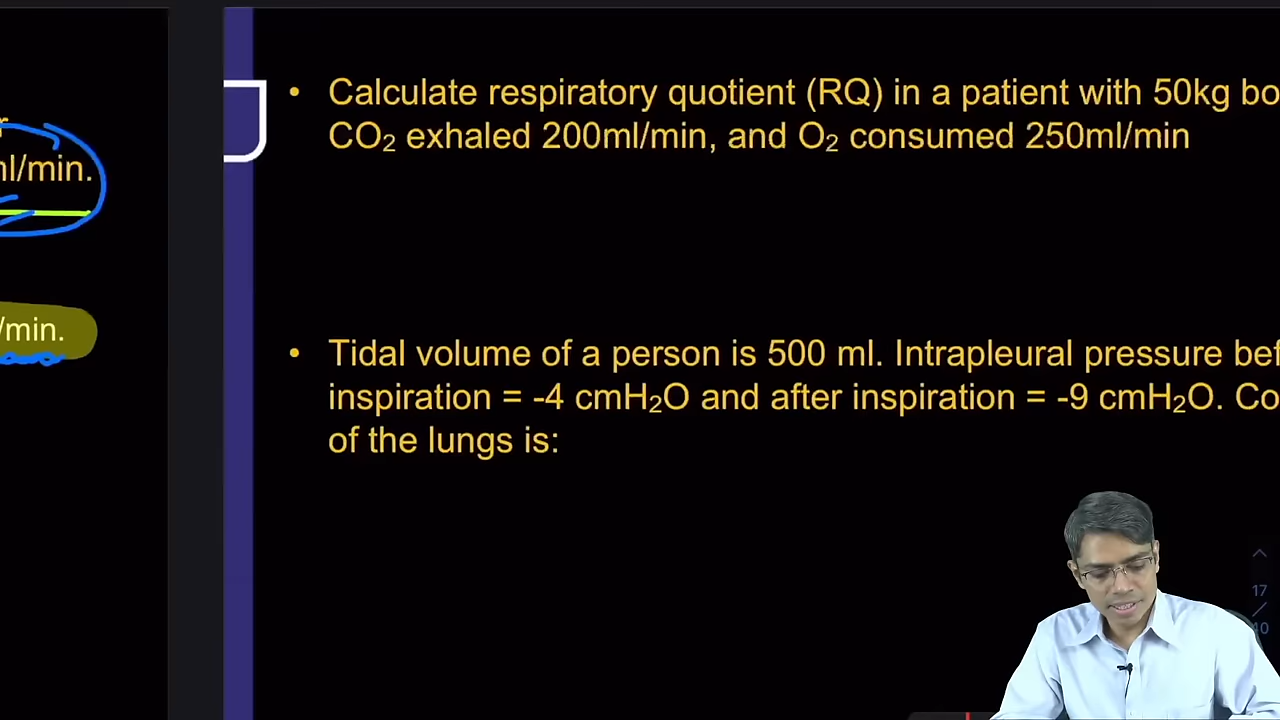 ml/min.
/min.
• Calculate respiratory quotient (RQ) in a patient with 50kg bo
CO₂ exhaled 200ml/min, and O₂ consumed 250ml/min
• Tidal volume of a person is 500 ml. Intrapleural pressure bef
inspiration = -4 cmH₂O and after inspiration = -9 cmH₂O. Co
of the lungs is:
17
/